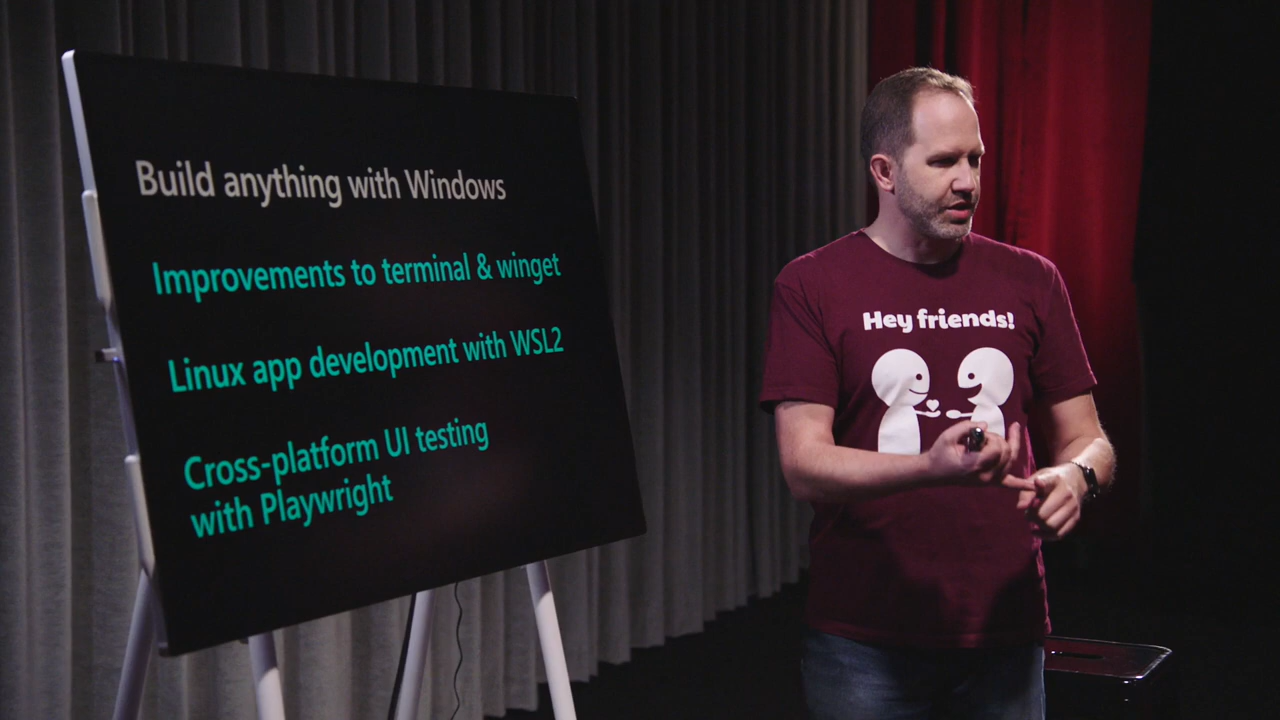 Build anything with Windows
Improvements to terminal & winget
Linux app development with WSL2
Cross-platform UI testing
with Playwright
Hey friends!